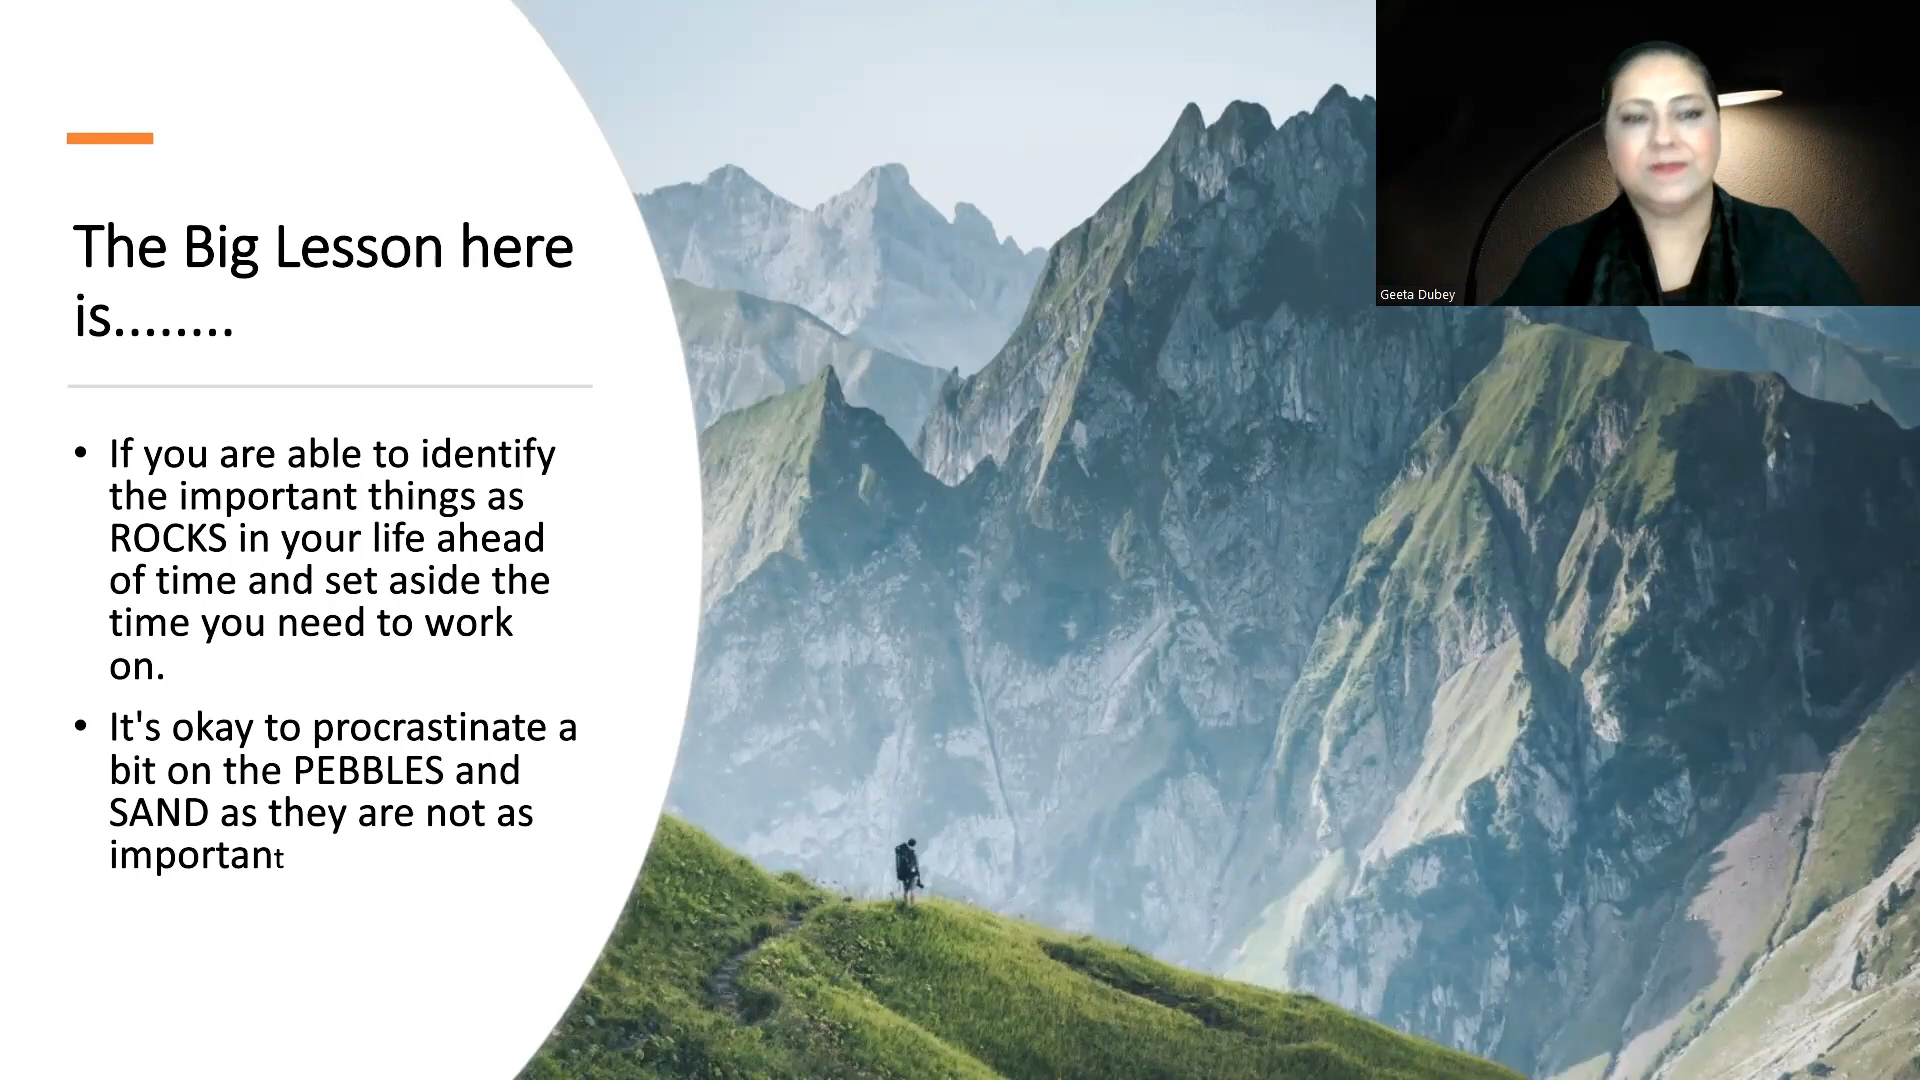 The Big Lesson here
is........
• If you are able to identify
the important things as
ROCKS in your life ahead
of time and set aside the
time you need to work
on.
• It's okay to procrastinate a
bit on the PEBBLES and
SAND as they are not as
important
Geeta Dubey